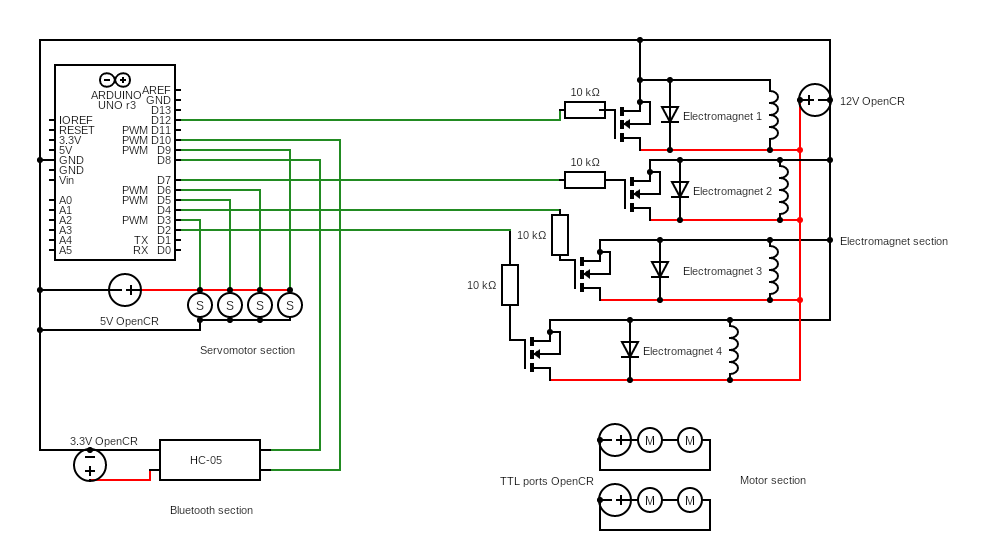 ARDUINO
UNO r3
AREF
GND
D13
IOREF D12
RESET PWM D11
3.3V PWM D10
5V PWM D9
GND D8
GND
Vin D7
PWM D6
A0 PWM D5
A1 D4
A2 PWM D3
A3 D2
A4 TX D1
A5 RX D0
10 kΩ
Electromagnet 1
12V OpenCR
10 kΩ
Electromagnet 2
10 kΩ
Electromagnet section
Electromagnet 3
10 kΩ
5V OpenCR
S S S S
Servomotor section
Electromagnet 4
3.3V OpenCR
HC-05
Bluetooth section
M M
TTL ports OpenCR
Motor section
M M